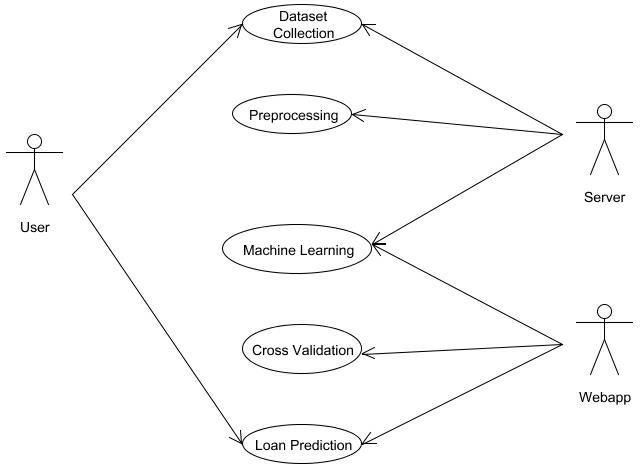 Dataset
Collection
Preprocessing
User
Server
Machine Learning
Cross Validation
Webapp
Loan Prediction